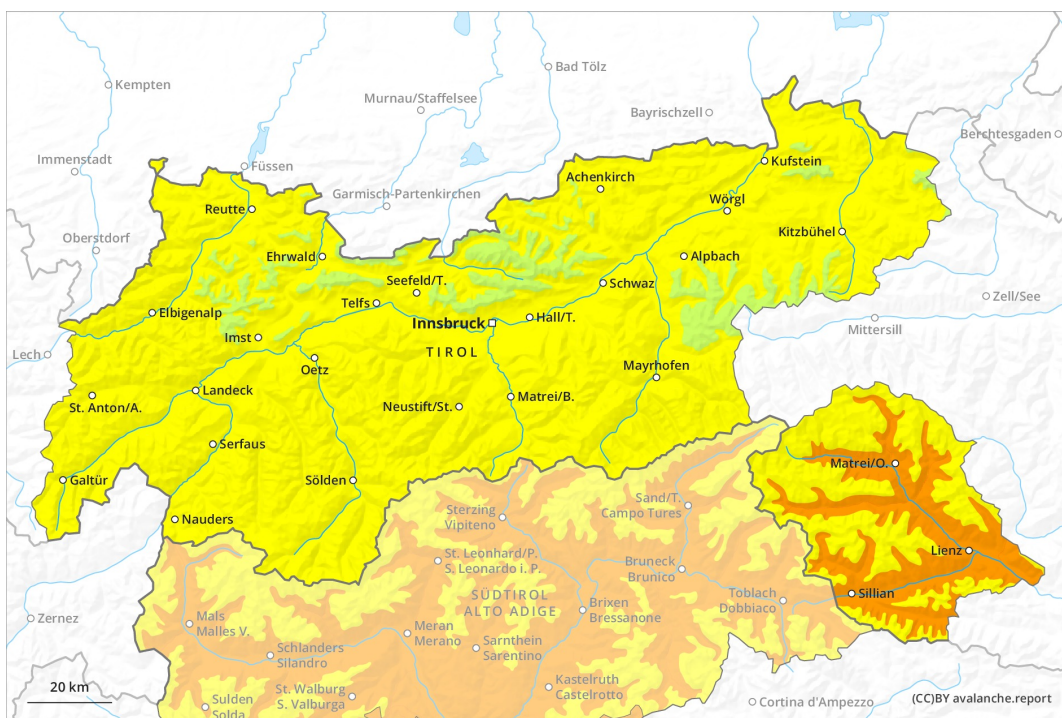 Kempten
Bad Tölz
Murnau/Staffelsee
Bayrischzell
Berchtesgaden
Immenstadt
Füssen
Kufstein
Achenkirch
Garmisch-Partenkirchen
Wörgl
Reutte
Kitzbühel
Oberstdorf
Ehrwald
Alpbach
Seefeld/T.
Schwaz
Zell/See
Telfs
Elbigenalp
Innsbruck
Hall/T.
Mittersill
Imst
TIROL
Lech
Oetz
Mayrhofen
Landeck
St. Anton/A.
Neustift/St.
Matrei/B.
Serfaus
Matrei/O.
Galtür
Sölden
Sand/T.
Campo Tures
Sterzing
Vipiteno
Nauders
St. Leonhard/P.
S. Leonardo i. P.
Bruneck
Brunico
Lienz
SÜDTIROL
ALTO ADIGE
Toblach
Dobbiaco
Sillian
Brixen
Bressanone
Zernez
Mals
Malles V.
Meran
Merano
Sarnthein
Sarentino
Schlanders
Silandro
Kastelruth
Castelrotto
20 km
St. Walburg
S. Valburga
Sulden
Solda
Cortina d'Ampezzo
(CC)BY avalanche.report